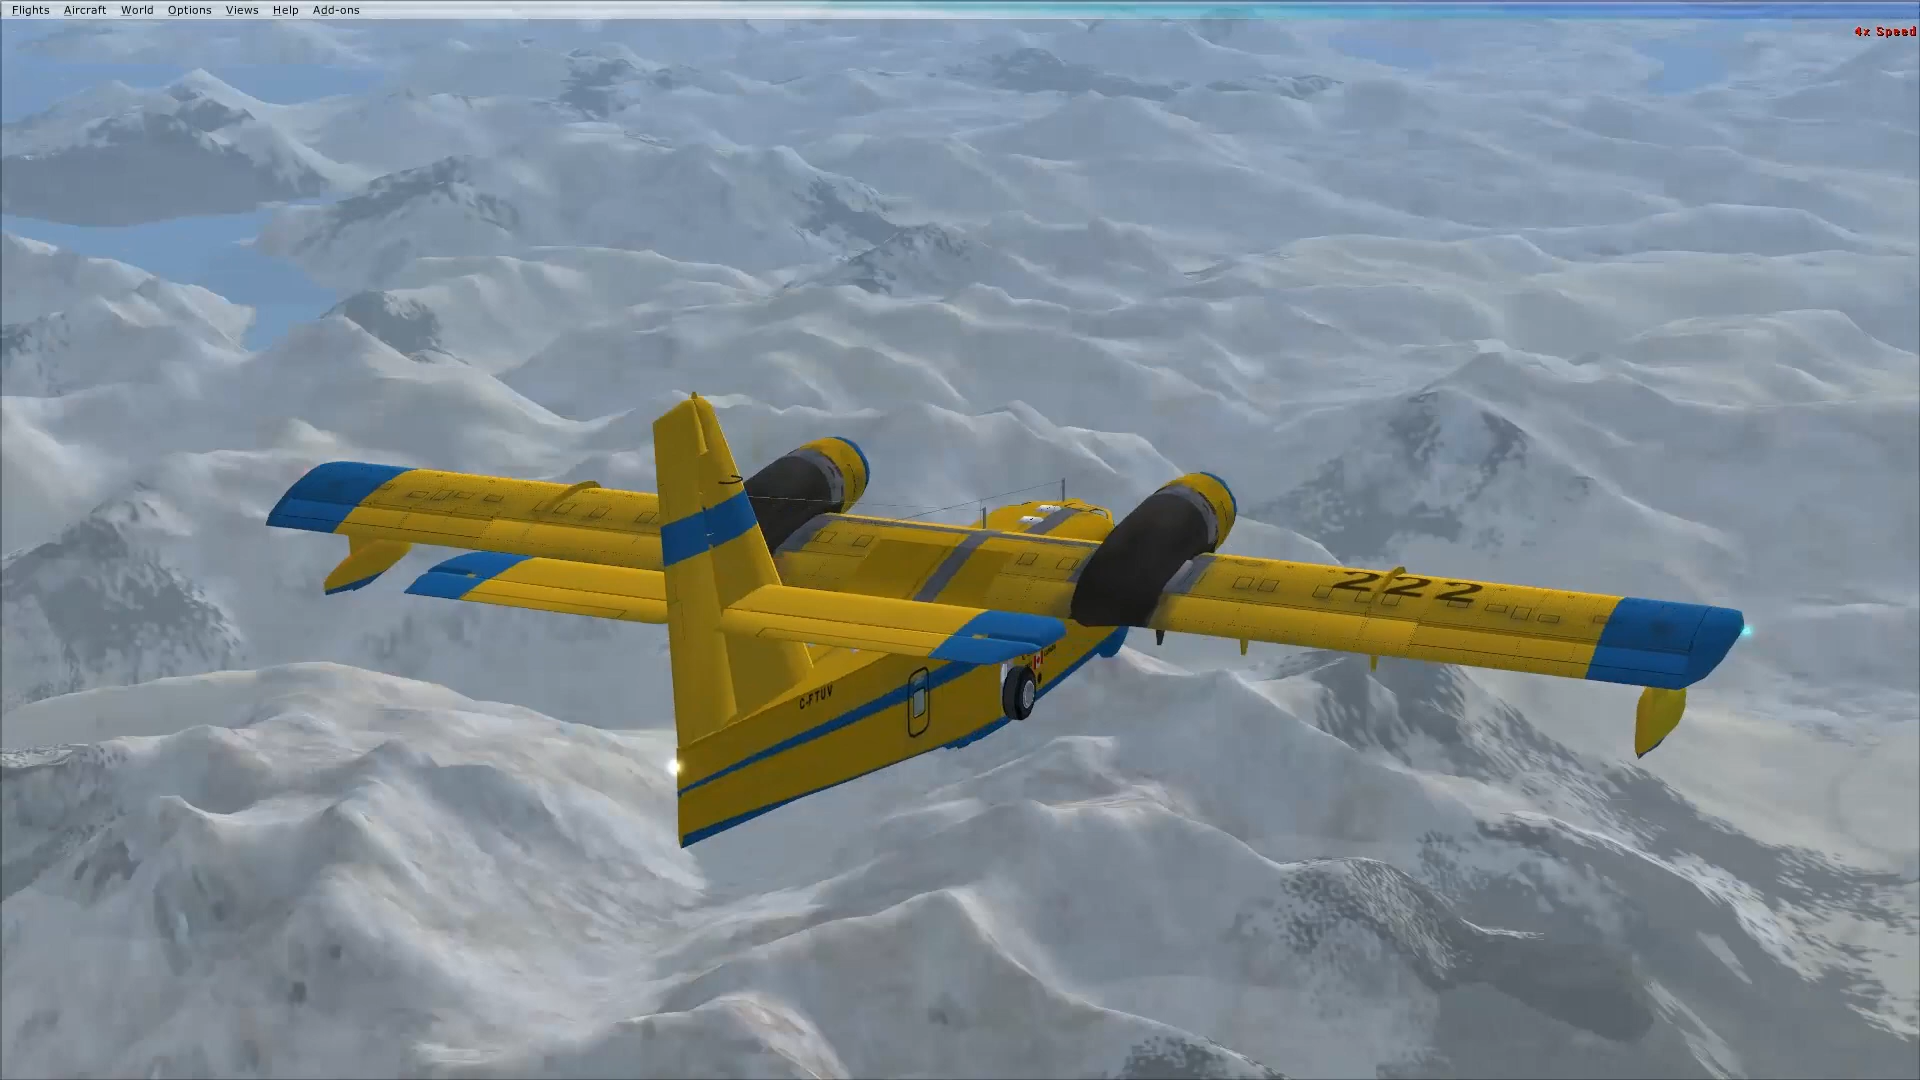 Flights Aircraft World Options Views Help Add-ons
4x Speed
222
C-FTUV